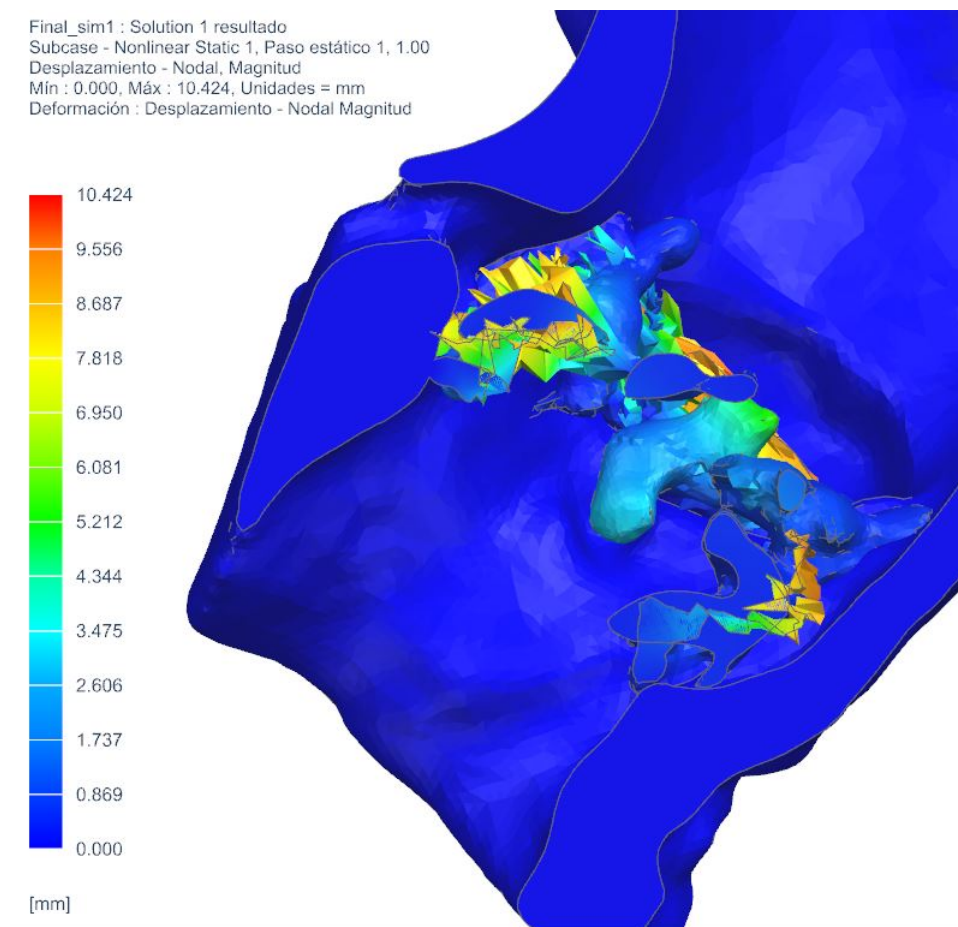 Final_sim1 : Solution 1 resultado
Subcase - Nonlinear Static 1, Paso estático 1, 1.00
Desplazamiento - Nodal, Magnitud
Mín : 0.000, Máx : 10.424, Unidades = mm
Deformación : Desplazamiento - Nodal Magnitud
10.424
9.556
8.687
7.818
6.950
6.081
5.212
4.344
3.475
2.606
1.737
0.869
0.000
[mm]